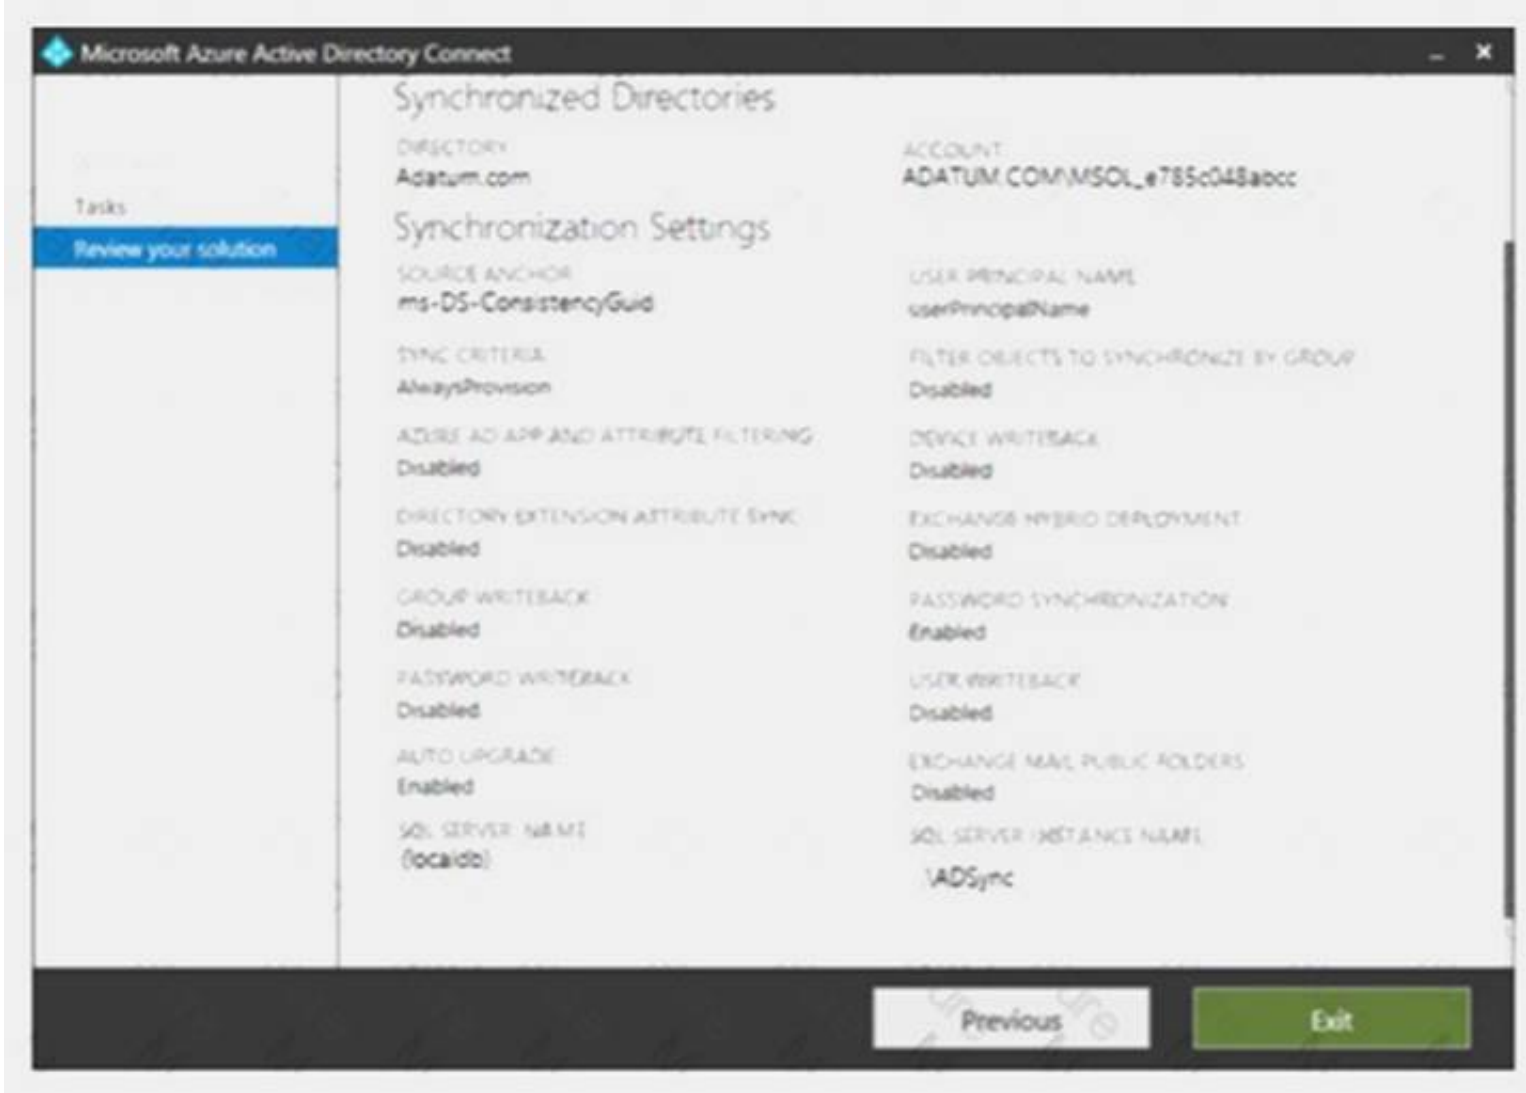 Microsoft Azure Active Directory Connect
Synchronized Directories
DIRECTORY
ACCOUNT
Adatum.com
ADATUM.COM\MSOL_e785c048abcc
Tasks
Synchronization Settings
Review your solution
SOURCE ANCHOR
USER PRINCIPAL NAME
ms-DS-ConsistencyGuid
userPrincipalName
SYNC CRITERIA
FILTER OBJECTS TO SYNCHRONIZE BY GROUP
AlwaysProvision
Disabled
AZURE AD APP AND ATTRIBUTE FILTERING
DEVICE WRITEBACK
Disabled
Disabled
DIRECTORY EXTENSION ATTRIBUTE SYNC
EXCHANGE HYBRID DEPLOYMENT
Disabled
Disabled
GROUP WRITEBACK
PASSWORD SYNCHRONIZATION
Disabled
Enabled
PASSWORD WRITEBACK
USER WRITEBACK
Disabled
Disabled
AUTO UPGRADE
EXCHANGE MAIL PUBLIC FOLDERS
Enabled
Disabled
SQL SERVER NAME
SQL SERVER INSTANCE NAME
(localdb)
.\ADSync
Previous
Exit